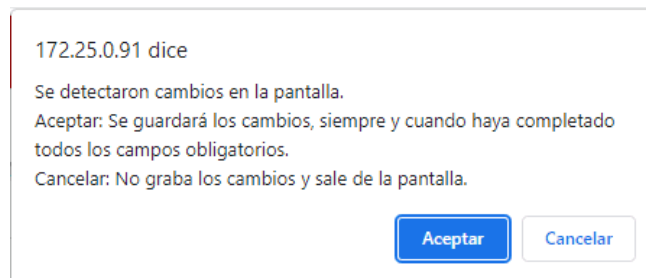 172.25.0.91 dice
Se detectaron cambios en la pantalla.
Aceptar: Se guardará los cambios, siempre y cuando haya completado
todos los campos obligatorios.
Cancelar: No graba los cambios y sale de la pantalla.
Aceptar
Cancelar